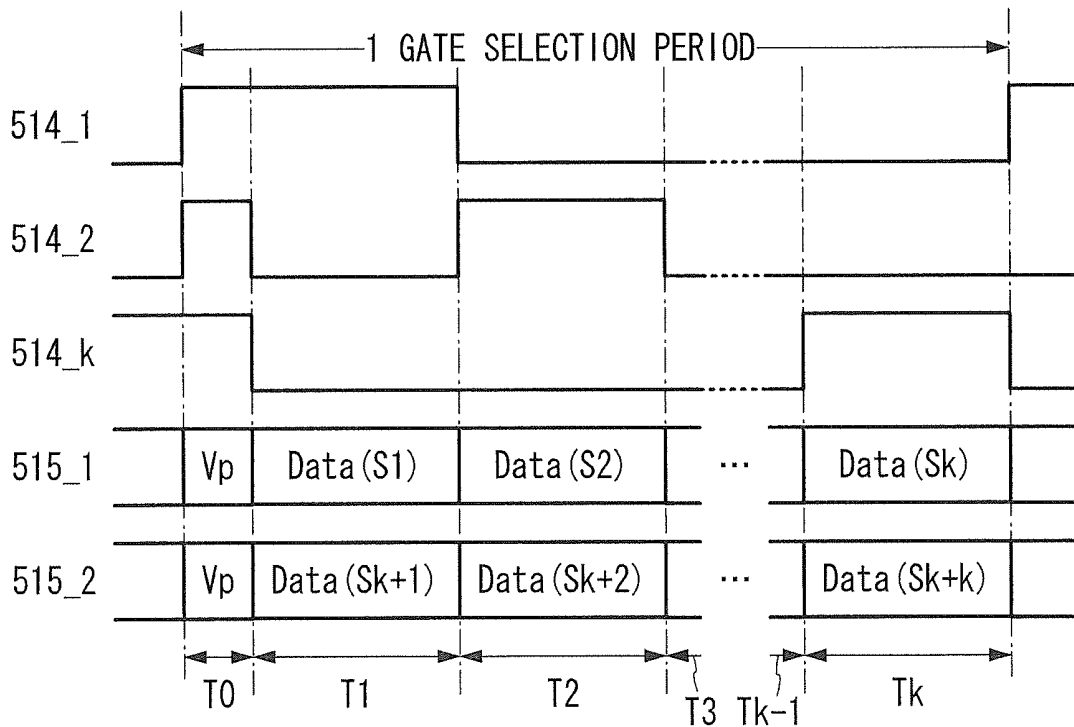 1 GATE SELECTION PERIOD
514_1
514_2
514_k
515_1 Vp Data(S1) Data(S2) ··· Data(Sk)
515_2 Vp Data(Sk+1) Data(Sk+2) ··· Data(Sk+k)
T0 T1 T2 T3 Tk-1 Tk